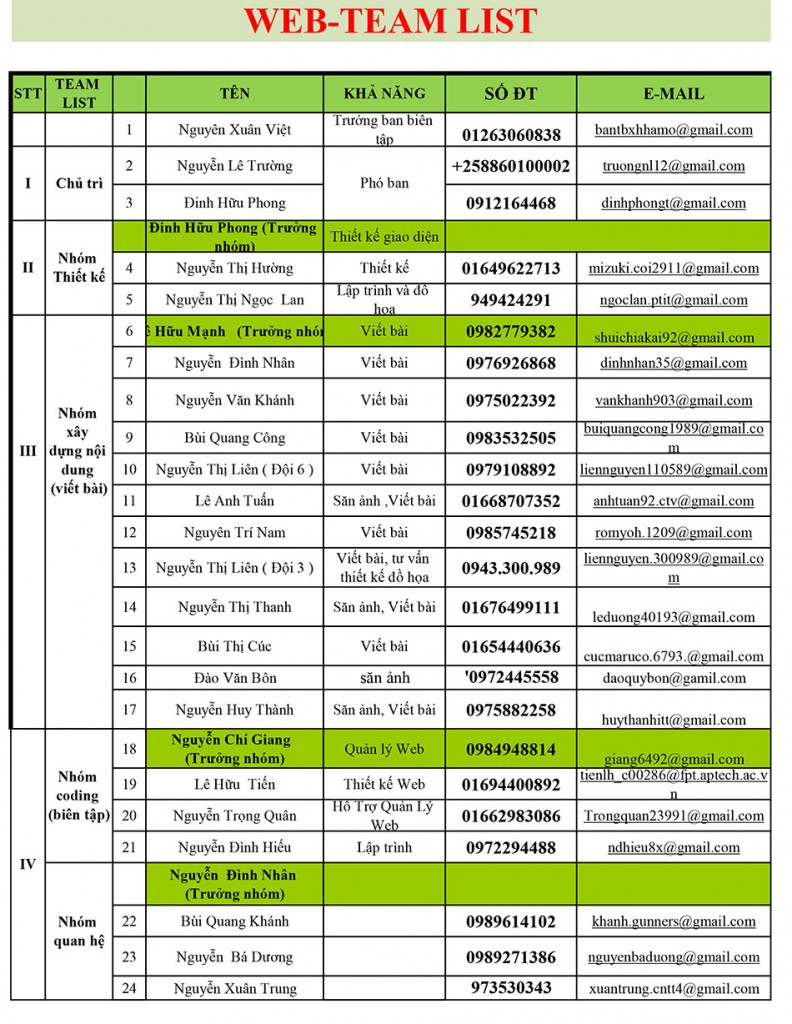 WEB-TEAM LIST
STT TEAM LIST TÊN KHẢ NĂNG SỐ ĐT E-MAIL
1 Nguyên Xuân Việt Trưởng ban biên tập 01263060838 bantbxhhamo@gmail.com
I Chủ trì
2 Nguyễn Lê Trường Phó ban +258860100002 truongnl12@gmail.com
3 Đinh Hữu Phong 0912164468 dinhphongt@gmail.com
II Nhóm Thiết kế
Đinh Hữu Phong (Trưởng nhóm) Thiết kế giao diện
4 Nguyễn Thị Hường Thiết kế 01649622713 mizuki.coi2911@gmail.com
5 Nguyễn Thị Ngọc Lan Lập trình và đồ họa 949424291 ngoclan.ptit@gmail.com
III Nhóm xây dựng nội dung (viết bài)
6 ê Hữu Mạnh (Trưởng nhón Viết bài 0982779382 shuichiakai92@gmail.com
7 Nguyễn Đình Nhân Viết bài 0976926868 dinhnhan35@gmail.com
8 Nguyễn Văn Khánh Viết bài 0975022392 vankhanh903@gmail.com
9 Bùi Quang Công Viết bài 0983532505 buiquangcong1989@gmail.com
10 Nguyễn Thị Liên ( Đội 6 ) Viết bài 0979108892 liennguyen110589@gmail.com
11 Lê Anh Tuấn Săn ảnh ,Viết bài 01668707352 anhtuan92.ctv@gmail.com
12 Nguyên Trí Nam Viết bài 0985745218 romyoh.1209@gmail.com
13 Nguyễn Thị Liên ( Đội 3 ) Viết bài, tư vấn thiết kế đồ họa 0943.300.989 liennguyen.300989@gmail.com
14 Nguyễn Thị Thanh Săn ảnh, Viết bài 01676499111 leduong40193@gmail.com
15 Bùi Thị Cúc Viết bài 01654440636 cucmaruco.6793.@gmail.com
16 Đào Văn Bôn săn ảnh '0972445558 daoquybon@gamil.com
17 Nguyễn Huy Thành Săn ảnh, Viết bài 0975882258 huythanhitt@gmail.com
IV Nhóm coding (biên tập)
18 Nguyễn Chí Giang (Trưởng nhóm) Quản lý Web 0984948814 giang6492@gmail.com
19 Lê Hữu Tiến Thiết kế Web 01694400892 tienlh_c00286@fpt.aptech.ac.vn
20 Nguyễn Trọng Quân Hỗ Trợ Quản Lý Web 01662983086 Trongquan23991@gmail.com
21 Nguyễn Đình Hiếu Lập trình 0972294488 ndhieu8x@gmail.com
Nhóm quan hệ
Nguyễn Đình Nhân (Trưởng nhóm)
22 Bùi Quang Khánh 0989614102 khanh.gunners@gmail.com
23 Nguyễn Bá Dương 0989271386 nguyenbaduong@gmail.com
24 Nguyễn Xuân Trung 973530343 xuantrung.cntt4@gmail.com